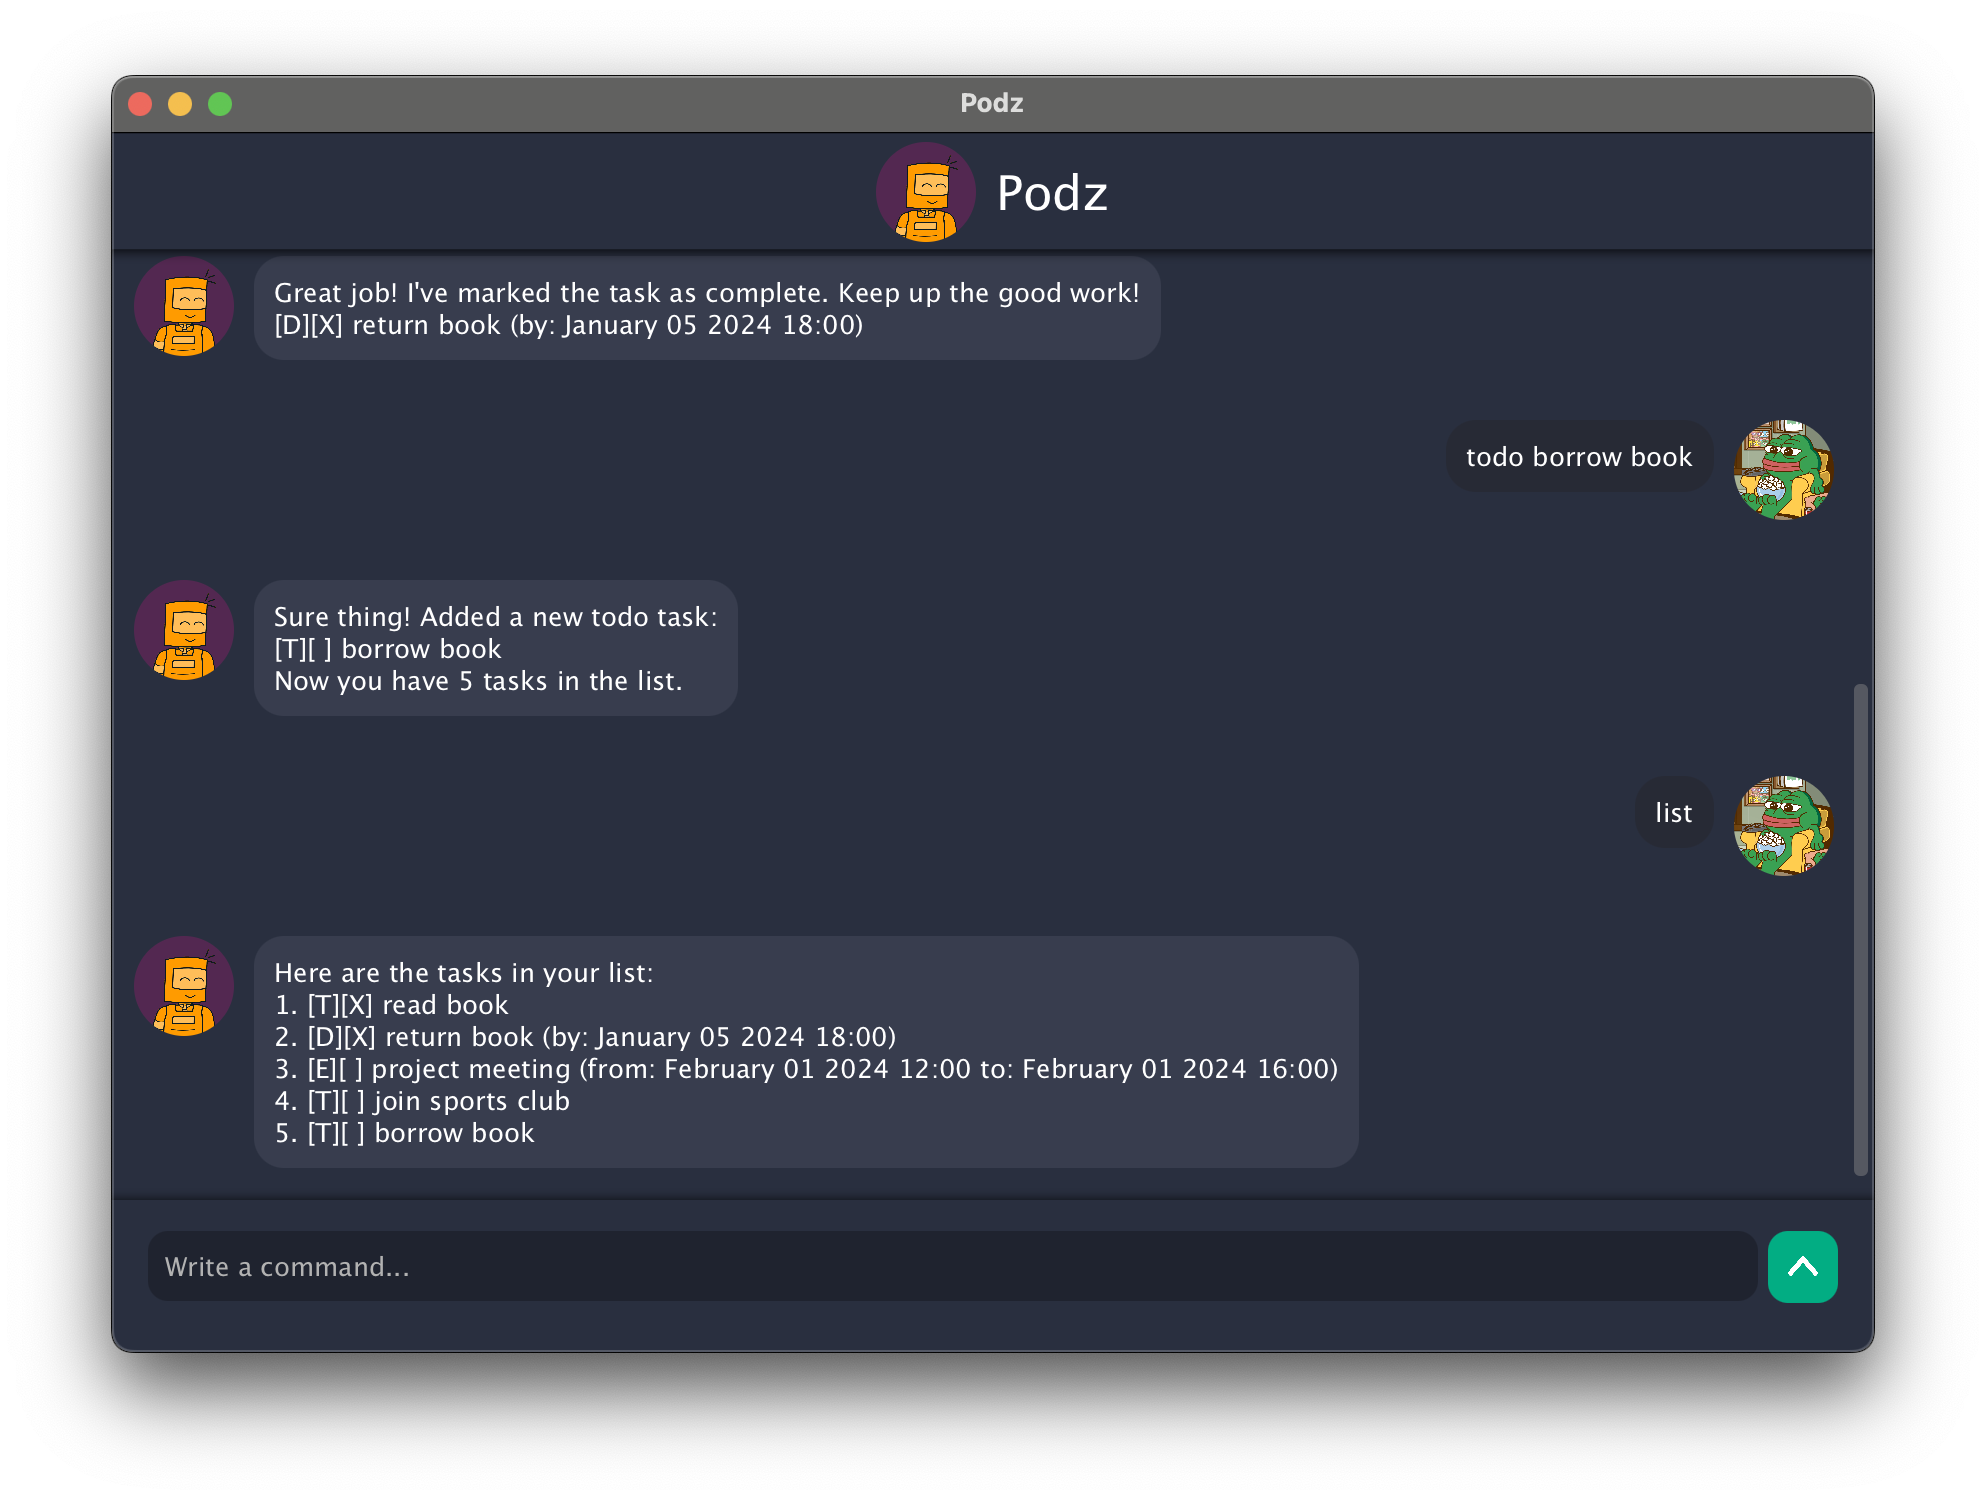 Podz
Podz
Great job! I've marked the task as complete. Keep up the good work!
[D][X] return book (by: January 05 2024 18:00)
todo borrow book
Sure thing! Added a new todo task:
[T][ ] borrow book
Now you have 5 tasks in the list.
list
Here are the tasks in your list:
1. [T][X] read book
2. [D][X] return book (by: January 05 2024 18:00)
3. [E][ ] project meeting (from: February 01 2024 12:00 to: February 01 2024 16:00)
4. [T][ ] join sports club
5. [T][ ] borrow book
Write a command...